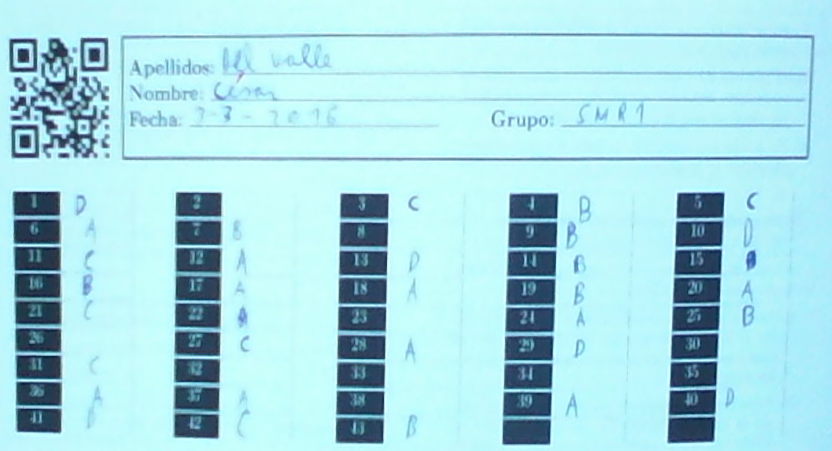 Apellidos: Del valle
Nombre: César
Fecha: 3-3-2016 Grupo: SMR1
1 D 2 3 C 4 B 5 C
6 A 7 B 8 9 B 10 D
11 C 12 A 13 D 14 B 15 B
16 B 17 A 18 A 19 B 20 A
21 C 22 A 23 24 A 25 B
26 27 C 28 A 29 D 30
31 C 32 33 34 35
36 A 37 A 38 39 A 40 D
41 D 42 C 43 B